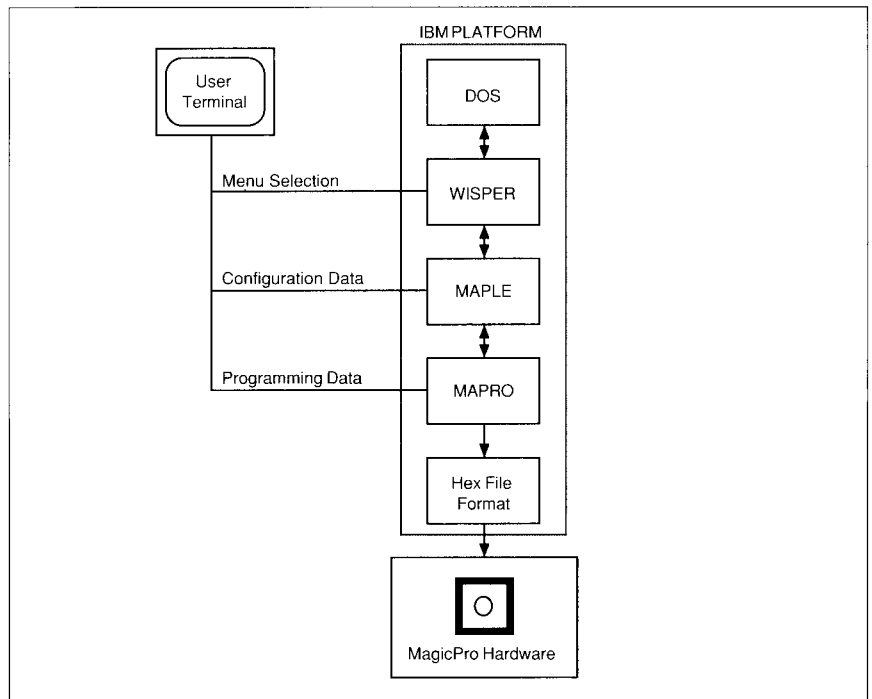 IBM PLATFORM
User
Terminal
DOS
Menu Selection
WISPER
Configuration Data
MAPLE
Programming Data
MAPRO
Hex File
Format
MagicPro Hardware